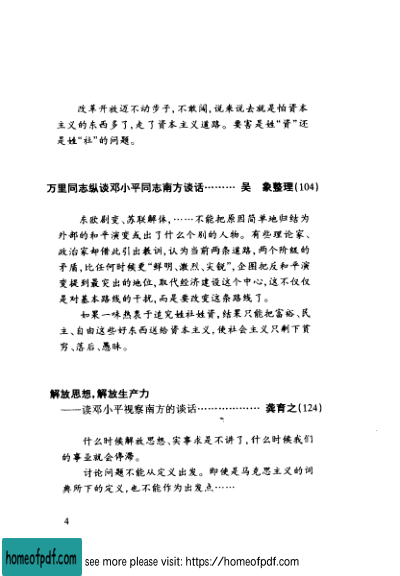 改革开放迈不动步子，不敢闯，说来说去就是怕资本
主义的东西多了，走了资本主义道路。要害是姓“资”还
是姓“社”的问题。
万里同志纵谈邓小平同志南方谈话……… 吴　象整理(104)
东欧剧变、苏联解体，……不能把原因简单地归结为
外部的和平演变或出了什么个别的人物。有些理论家、
政治家却借此引出教训，认为当前两条道路，两个阶级的
矛盾，比任何时候更“鲜明、激烈、尖锐”，企图把反和平演
变提到最突出的地位，取代经济建设这个中心，这不仅仅
是对基本路线的干扰，而是要改变这条路线了。
如果一味热衷于追究姓社姓资，结果只能把富裕、民
主、自由这些好东西送给资本主义，使社会主义只剩下贫
穷、落后、愚昧。
解放思想，解放生产力
——读邓小平视察南方的谈话……………… 龚育之(124)
什么时候解放思想、实事求是不讲了，什么时候我们
的事业就会停滞。
讨论问题不能从定义出发。即使是马克思主义的词
典所下的定义，也不能作为出发点……
4
homeofpdf.com see more please visit: https://homeofpdf.com